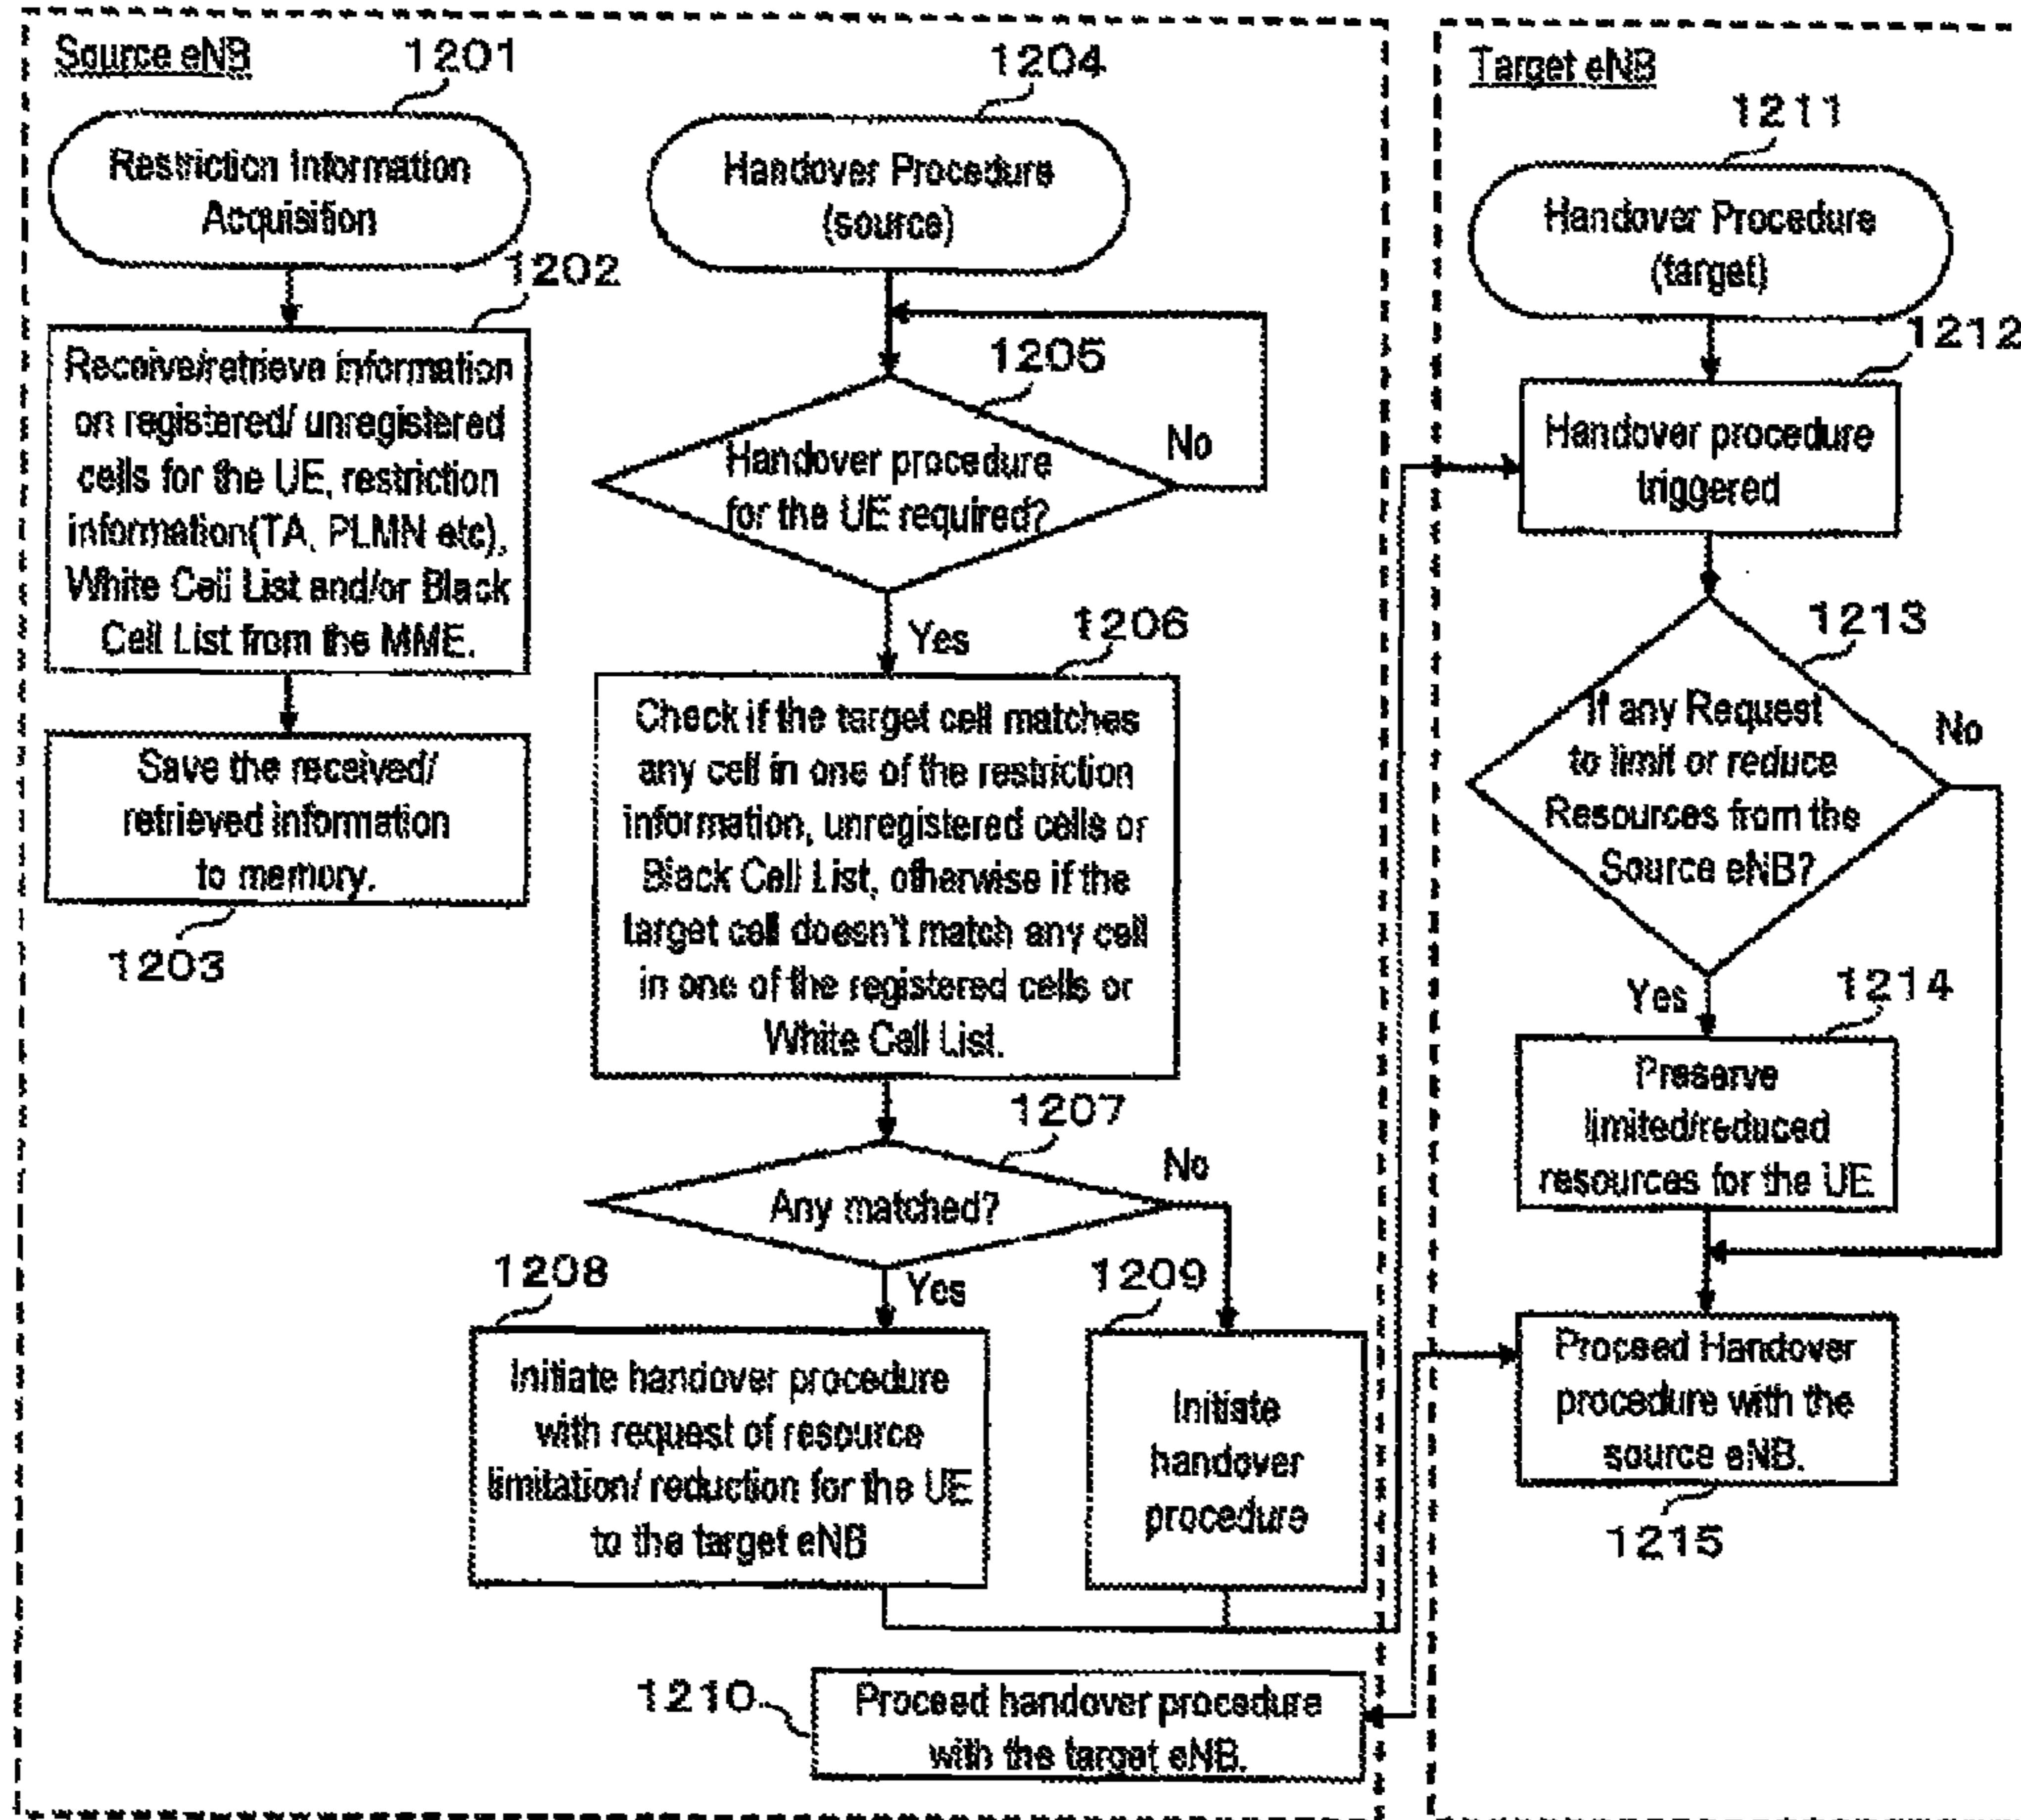 Source eNB
1201
Restriction Information
Acquisition
1202
Receive/retrieve information
on registered/ unregistered
cells for the UE, restriction
information(TA, PLMN etc),
White Cell List and/or Black
Cell List from the MME.
Save the received/
retrieved information
to memory.
1203
1204
Handover Procedure
(source)
1205
Handover procedure
for the UE required?
No
Yes
1206
Check if the target cell matches
any cell in one of the restriction
information, unregistered cells or
Black Cell List, otherwise if the
target cell doesn't match any cell
in one of the registered cells or
White Cell List.
1207
Any matched?
No
Yes
1208
Initiate handover procedure
with request of resource
limitation/ reduction for the UE
to the target eNB
1209
Initiate
handover
procedure
1210
Proceed handover procedure
with the target eNB.
Target eNB
1211
Handover Procedure
(target)
1212
Handover procedure
triggered
1213
If any Request
to limit or reduce
Resources from the
Source eNB?
No
Yes
1214
Preserve
limited/reduced
resources for the UE
Proceed Handover
procedure with the
source eNB.
1215